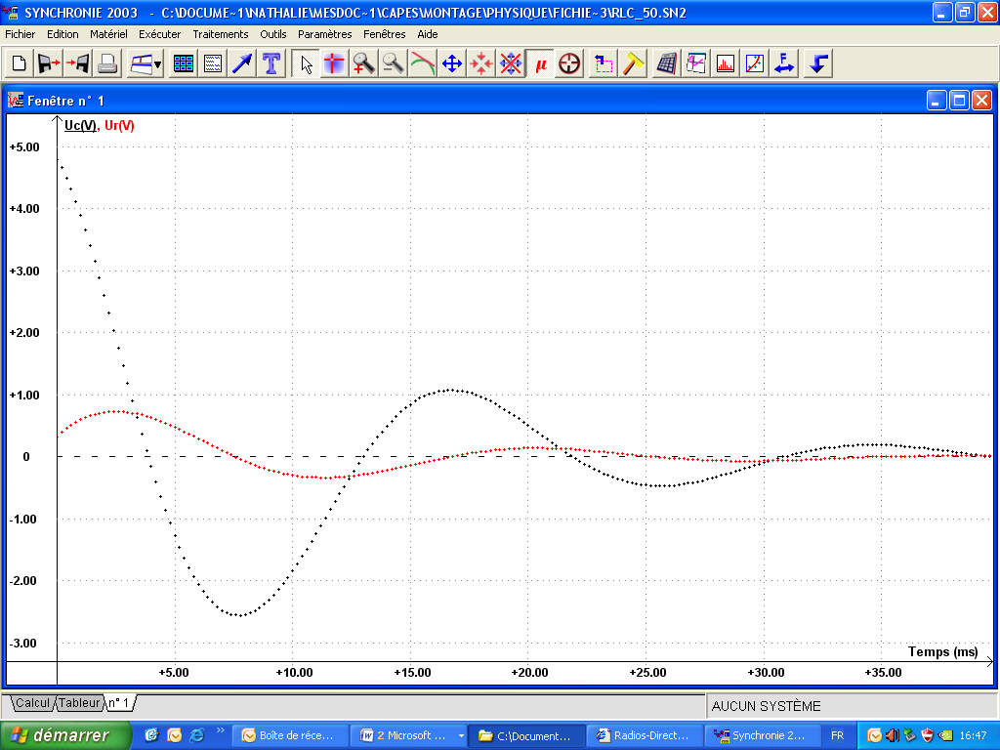 SYNCHRONIE 2003 - C:\DOCUME~1\NATHALIE\MESDOC~1\CAPES\MONTAGE\PHYSIQUE\FICHIE~3\RLC_50.SN2
Fichier Edition Matériel Exécuter Traitements Outils Paramètres Fenêtres Aide
T μ
Fenêtre n° 1
Uc(V), Ur(V)
+5.00
+4.00
+3.00
+2.00
+1.00
0
-1.00
-2.00
-3.00
Temps (ms)
+5.00 +10.00 +15.00 +20.00 +25.00 +30.00 +35.00
Calcul Tableur n° 1
AUCUN SYSTÈME
démarrer » Boîte de réce... 2 Microsoft ... C:\Document... Radios-Direct... Synchronie 2... FR 16:47